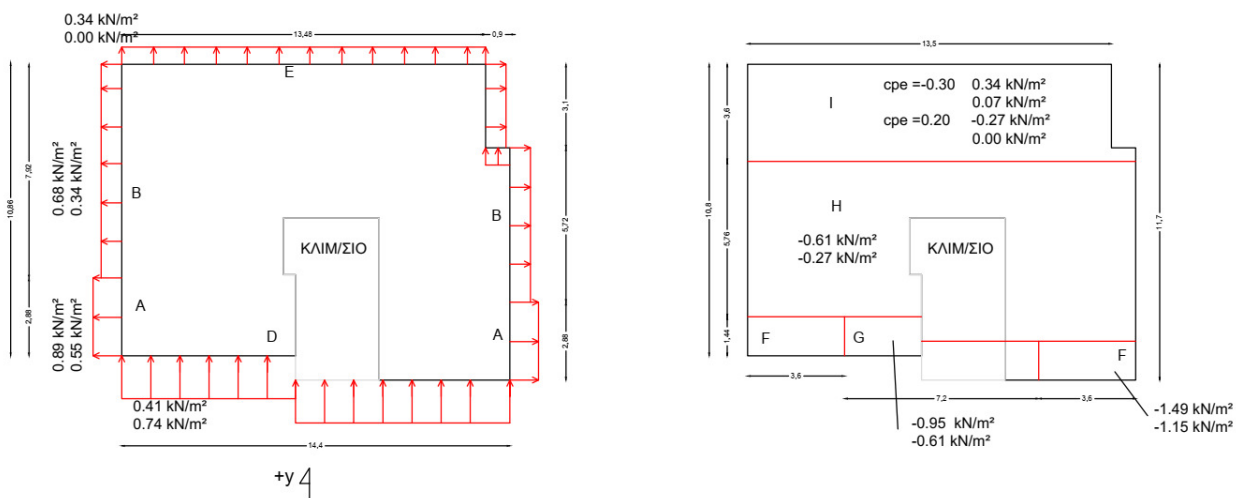 0.34 kN/m²
0.00 kN/m²
13,48
0,9
E
10,86
7,92
2,88
0.68 kN/m²
0.34 kN/m²
B
0.89 kN/m²
0.55 kN/m²
A
D
ΚΛΙΜ/ΣΙΟ
B
A
3,1
5,72
2,88
0.41 kN/m²
0.74 kN/m²
14,4
+y
13,5
I
cpe =-0.30 0.34 kN/m²
0.07 kN/m²
cpe =0.20 -0.27 kN/m²
0.00 kN/m²
10,8
3,6
5,76
1,44
H
-0.61 kN/m²
-0.27 kN/m²
ΚΛΙΜ/ΣΙΟ
11,7
F
G
F
3,6
7,2
3,6
-0.95 kN/m²
-0.61 kN/m²
-1.49 kN/m²
-1.15 kN/m²